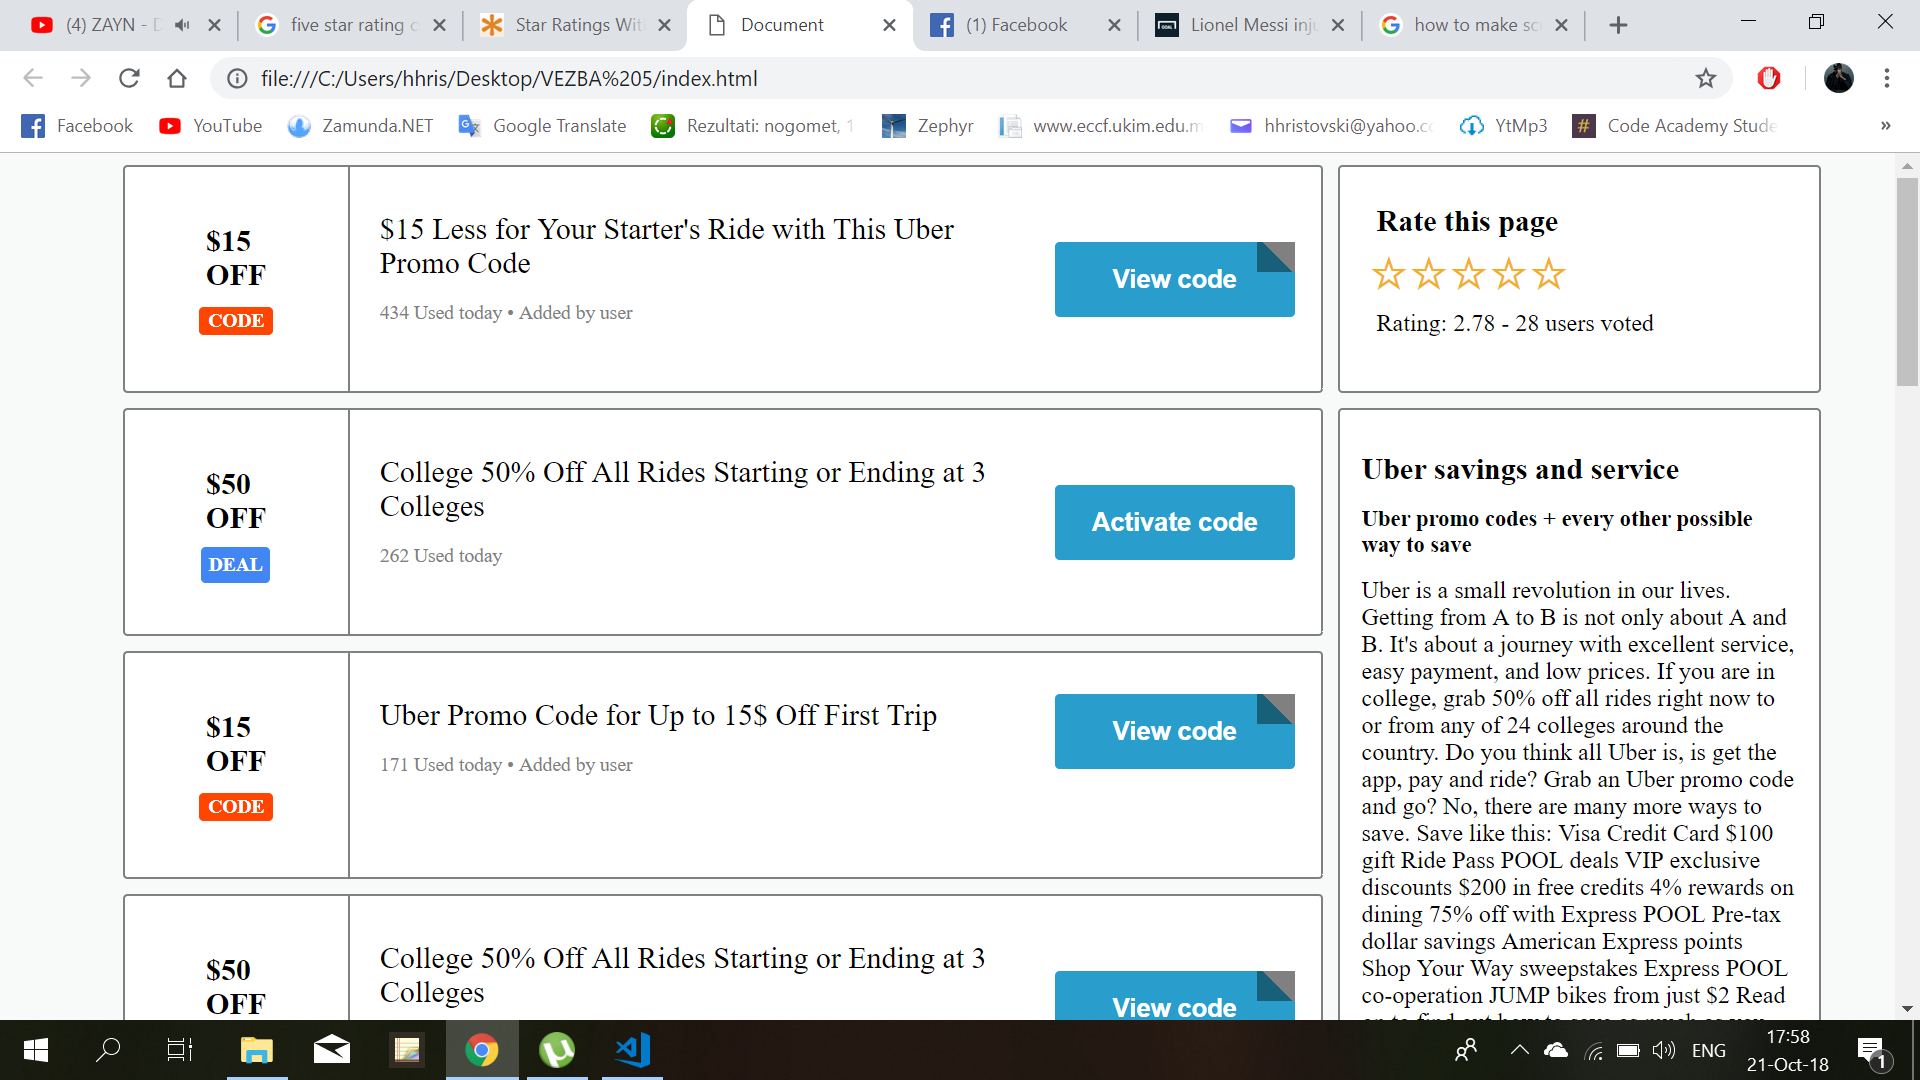 (4) ZAYN - D
five star rating c
Star Ratings Wit
Document
(1) Facebook
Lionel Messi inju
how to make sc
file:///C:/Users/hhris/Desktop/VEZBA%205/index.html
Facebook
YouTube
Zamunda.NET
Google Translate
Rezultati: nogomet, 1
Zephyr
www.eccf.ukim.edu.m
hhristovski@yahoo.cc
YtMp3
Code Academy Stude
»
$15
OFF
CODE
$15 Less for Your Starter's Ride with This Uber
Promo Code
434 Used today • Added by user
View code
Rate this page
☆☆☆☆☆
Rating: 2.78 - 28 users voted
$50
OFF
DEAL
College 50% Off All Rides Starting or Ending at 3
Colleges
262 Used today
Activate code
$15
OFF
CODE
Uber Promo Code for Up to 15$ Off First Trip
171 Used today • Added by user
View code
$50
OFF
College 50% Off All Rides Starting or Ending at 3
Colleges
View code
Uber savings and service
Uber promo codes + every other possible
way to save
Uber is a small revolution in our lives.
Getting from A to B is not only about A and
B. It's about a journey with excellent service,
easy payment, and low prices. If you are in
college, grab 50% off all rides right now to
or from any of 24 colleges around the
country. Do you think all Uber is, is get the
app, pay and ride? Grab an Uber promo code
and go? No, there are many more ways to
save. Save like this: Visa Credit Card $100
gift Ride Pass POOL deals VIP exclusive
discounts $200 in free credits 4% rewards on
dining 75% off with Express POOL Pre-tax
dollar savings American Express points
Shop Your Way sweepstakes Express POOL
co-operation JUMP bikes from just $2 Read
on to find out how to save as much as you
ENG
17:58
21-Oct-18
1